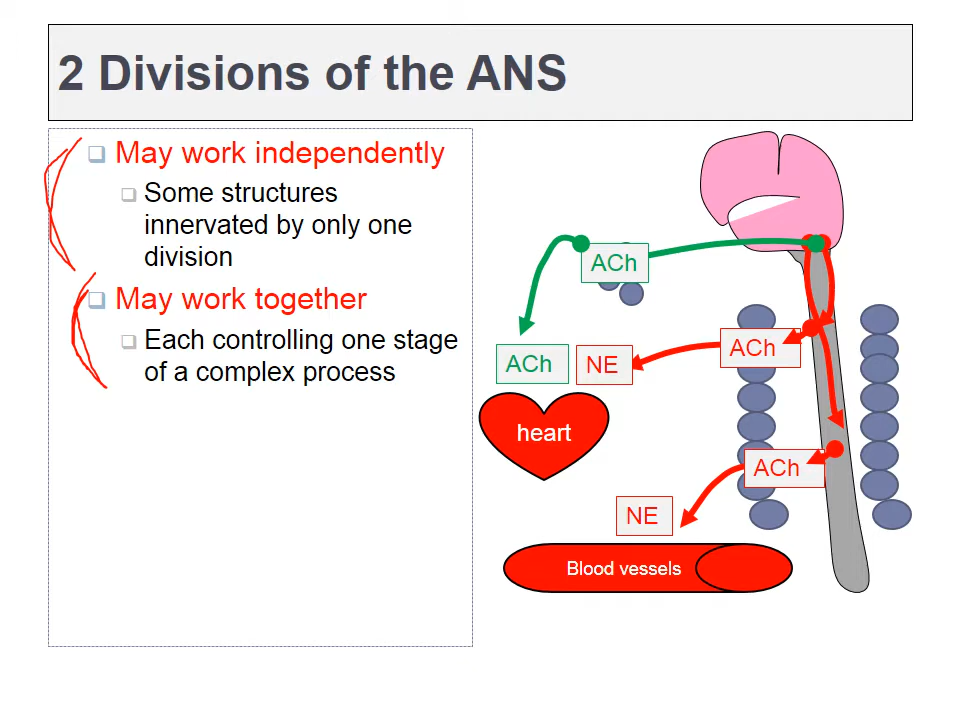 2 Divisions of the ANS
May work independently
Some structures
innervated by only one
division
May work together
Each controlling one stage
of a complex process
ACh
ACh
NE
ACh
heart
ACh
NE
Blood vessels